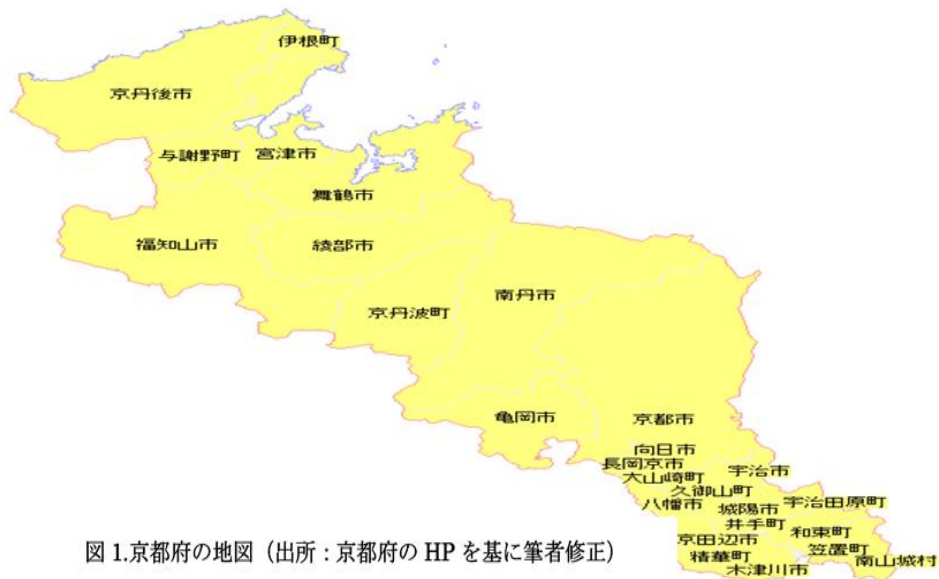 伊根町
京丹後市
与謝野町
宮津市
舞鶴市
福知山市
綾部市
南丹市
京丹波町
亀岡市
京都市
向日市
長岡京市
宇治市
大山崎町
久御山町
八幡市
城陽市
宇治田原町
井手町
和束町
京田辺市
笠置町
精華町
南山城村
木津川市
図 1.京都府の地図（出所：京都府の HP を基に筆者修正）